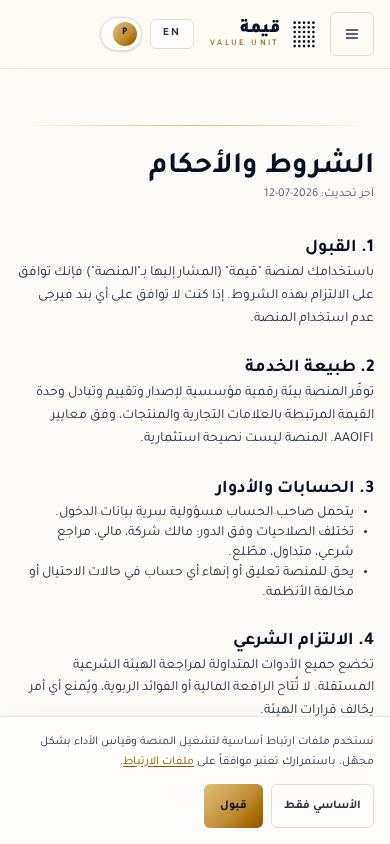 قيمة
VALUE UNIT
EN
P
الشروط والأحكام
آخر تحديث: 2026-07-12
1. القبول
باستخدامك لمنصة "قيمة" (المشار إليها بـ"المنصة") فإنك توافق
على الالتزام بهذه الشروط. إذا كنت لا توافق على أي بند فيرجى
عدم استخدام المنصة.
2. طبيعة الخدمة
توفّر المنصة بيئة رقمية مؤسسية لإصدار وتقييم وتبادل وحدة
القيمة المرتبطة بالعلامات التجارية والمنتجات، وفق معايير
AAOIFI. المنصة ليست نصيحة استثمارية.
3. الحسابات والأدوار
• يتحمل صاحب الحساب مسؤولية سرية بيانات الدخول.
• تختلف الصلاحيات وفق الدور: مالك شركة، مالي، مراجع
شرعي، متداول، مطّلع.
• يحق للمنصة تعليق أو إنهاء أي حساب في حالات الاحتيال أو
مخالفة الأنظمة.
4. الالتزام الشرعي
تخضع جميع الأدوات المتداولة لمراجعة الهيئة الشرعية
المستقلة. لا تُتاح الرافعة المالية أو الفوائد الربوية، ويُمنع أي أمر
يخالف قرارات الهيئة.
نستخدم ملفات ارتباط أساسية لتشغيل المنصة وقياس الأداء بشكل
مجهّل. باستمرارك تعتبر موافقاً على ملفات الارتباط.
الأساسي فقط
قبول